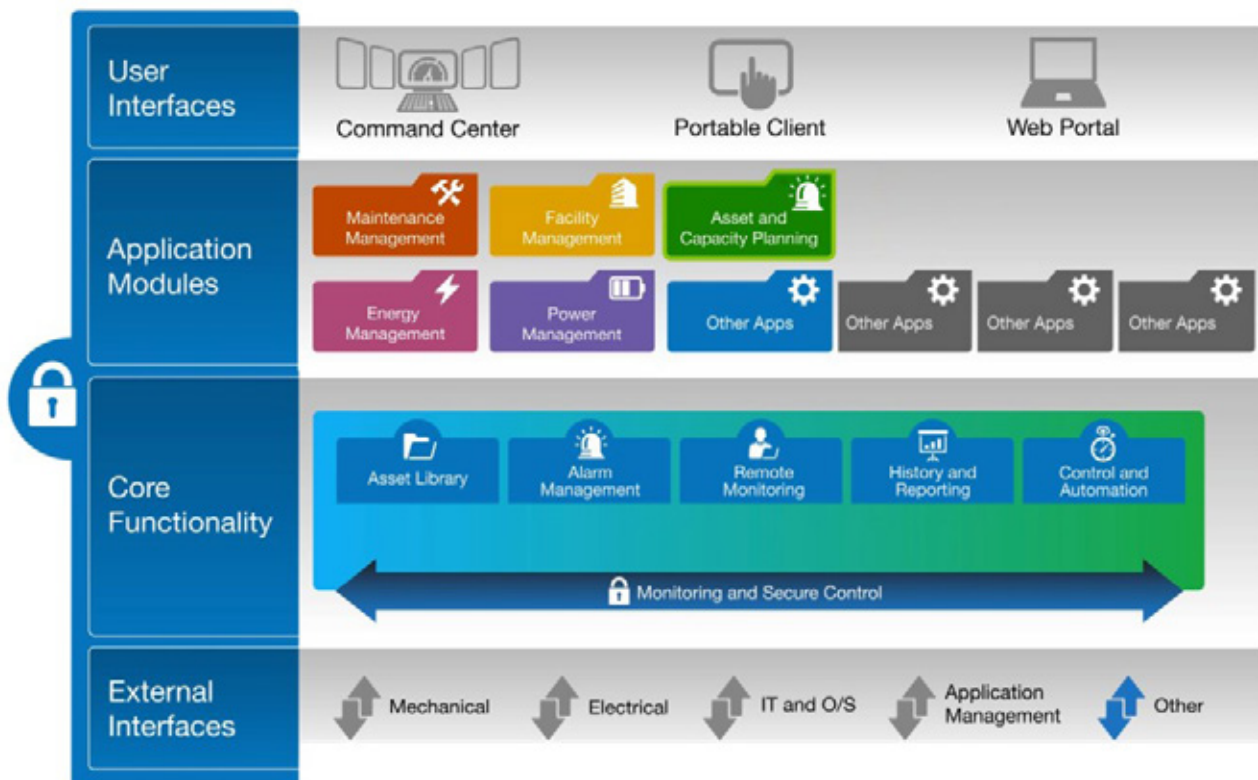 User
Interfaces
Command Center
Portable Client
Web Portal
Application
Modules
Maintenance
Management
Facility
Management
Asset and
Capacity Planning
Energy
Management
Power
Management
Other Apps
Other Apps
Other Apps
Other Apps
Core
Functionality
Asset Library
Alarm
Management
Remote
Monitoring
History and
Reporting
Control and
Automation
Monitoring and Secure Control
External
Interfaces
Mechanical
Electrical
IT and O/S
Application
Management
Other